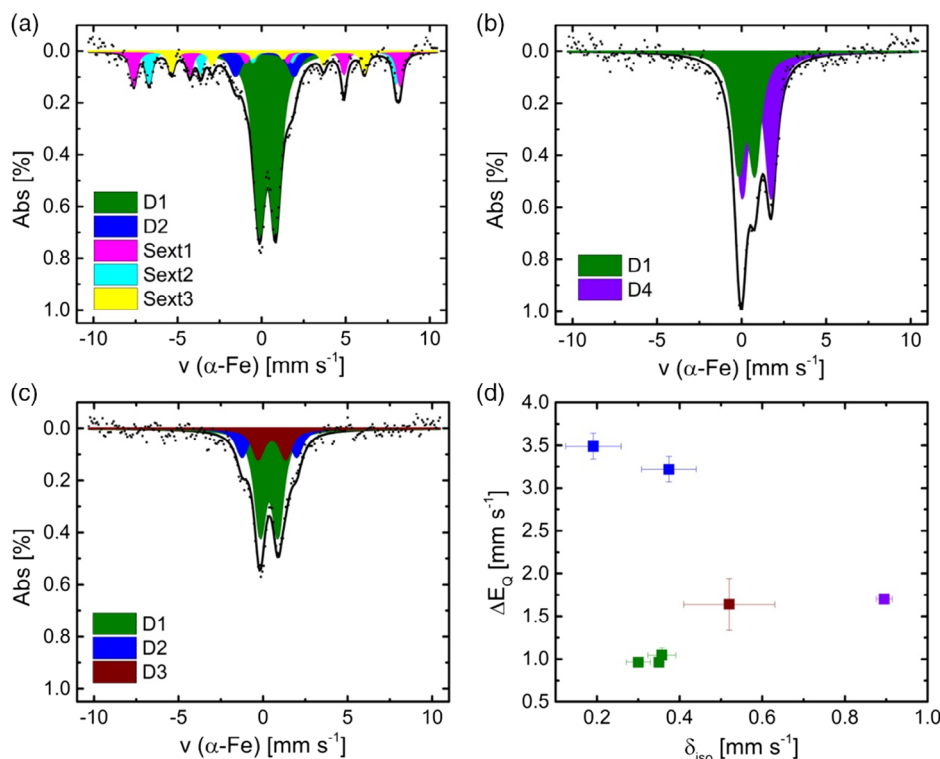 (a)
0.0
0.2
0.4
0.6
0.8
1.0
Abs [%]
D1
D2
Sext1
Sext2
Sext3
-10
-5
0
5
10
v (α-Fe) [mm s⁻¹]
(b)
0.0
0.2
0.4
0.6
0.8
1.0
Abs [%]
D1
D4
-10
-5
0
5
10
v (α-Fe) [mm s⁻¹]
(c)
0.0
0.2
0.4
0.6
0.8
1.0
Abs [%]
D1
D2
D3
-10
-5
0
5
10
v (α-Fe) [mm s⁻¹]
(d)
4.0
3.5
3.0
2.5
2.0
1.5
1.0
0.5
ΔE_Q [mm s⁻¹]
0.2
0.4
0.6
0.8
1.0
δ_iso [mm s⁻¹]